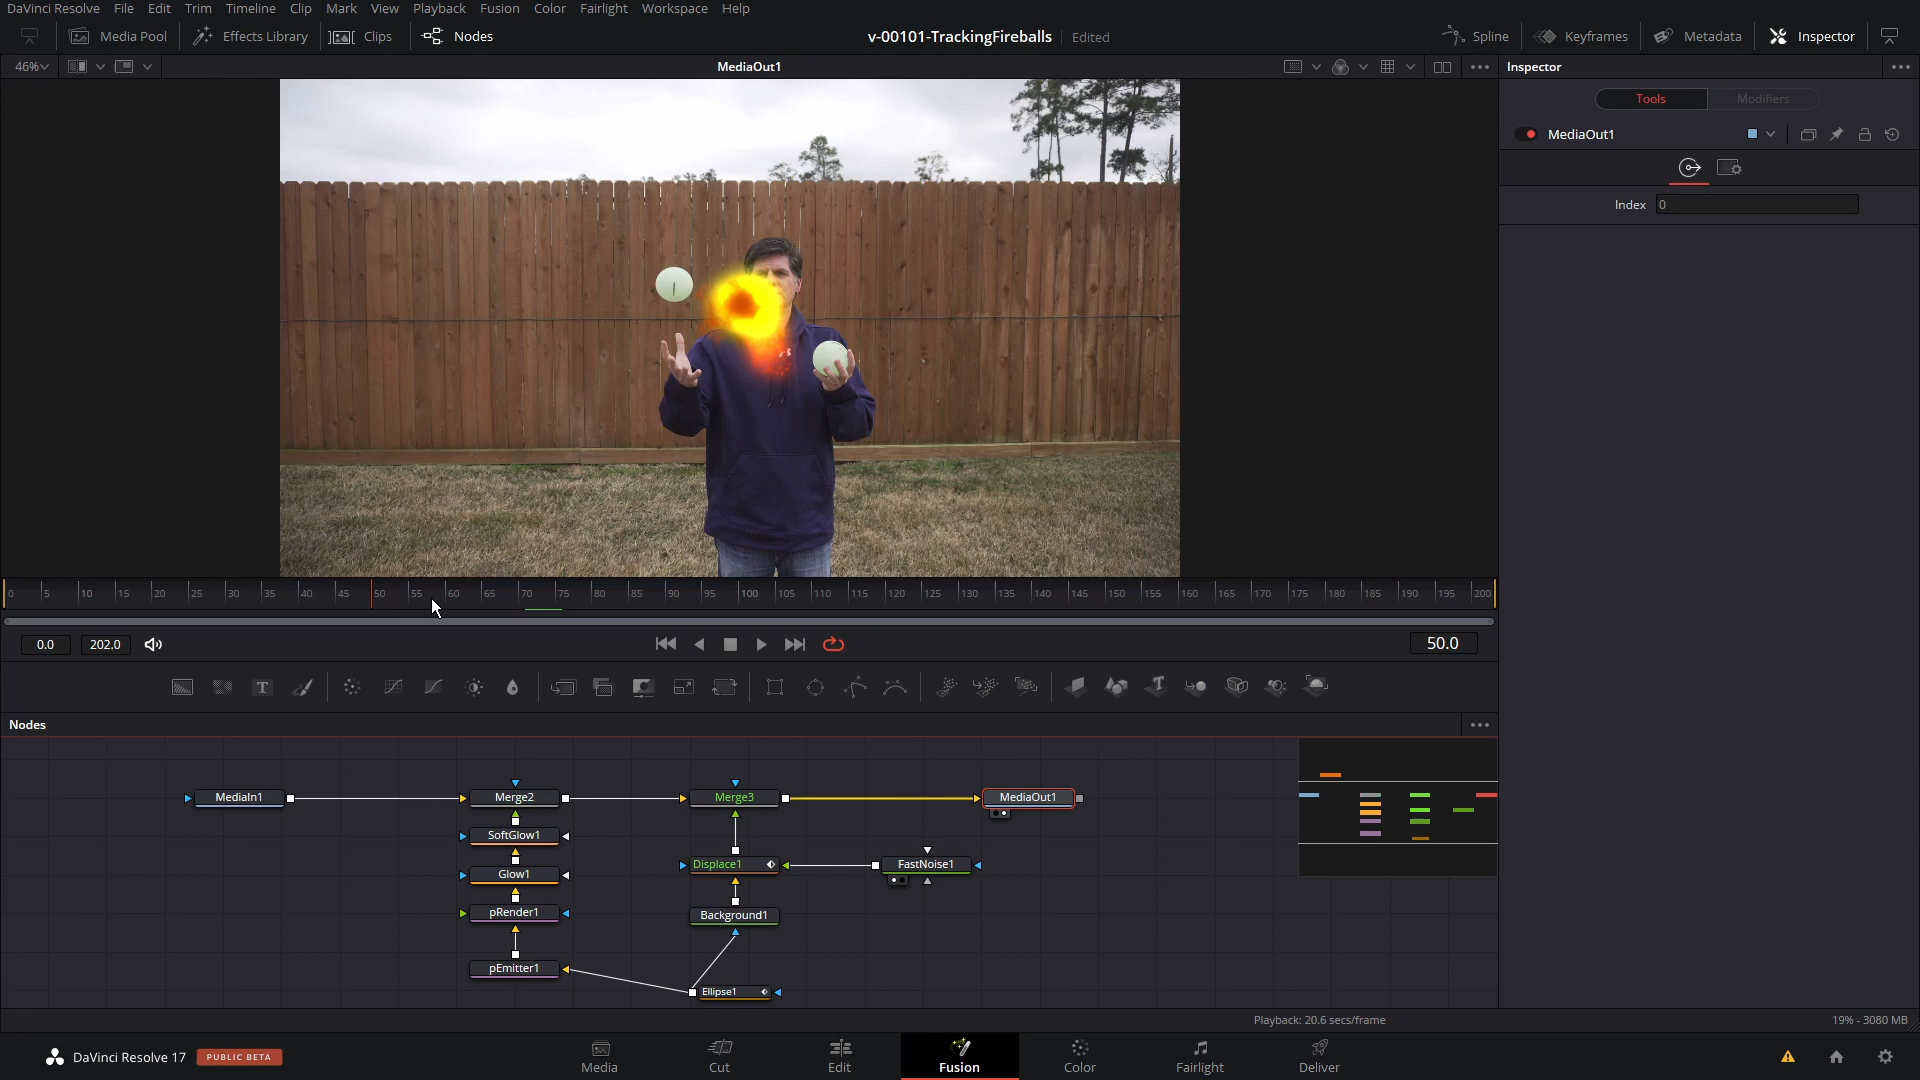 DaVinci Resolve File Edit Trim Timeline Clip Mark View Playback Fusion Color Fairlight Workspace Help
Media Pool Effects Library Clips Nodes v-00101-TrackingFireballs Edited Spline Keyframes Metadata Inspector
46% MediaOut1 Inspector
Tools Modifiers
MediaOut1
Index 0
0 5 10 15 20 25 30 35 40 45 50 55 60 65 70 75 80 85 90 95 100 105 110 115 120 125 130 135 140 145 150 155 160 165 170 175 180 185 190 195 200
0.0 202.0 50.0
Nodes
MediaIn1 Merge2 Merge3 MediaOut1
SoftGlow1
Displace1 FastNoise1
Glow1
pRender1 Background1
pEmitter1
Ellipse1
Playback: 20.6 secs/frame 19% - 3080 MB
DaVinci Resolve 17 PUBLIC BETA
Media Cut Edit Fusion Color Fairlight Deliver